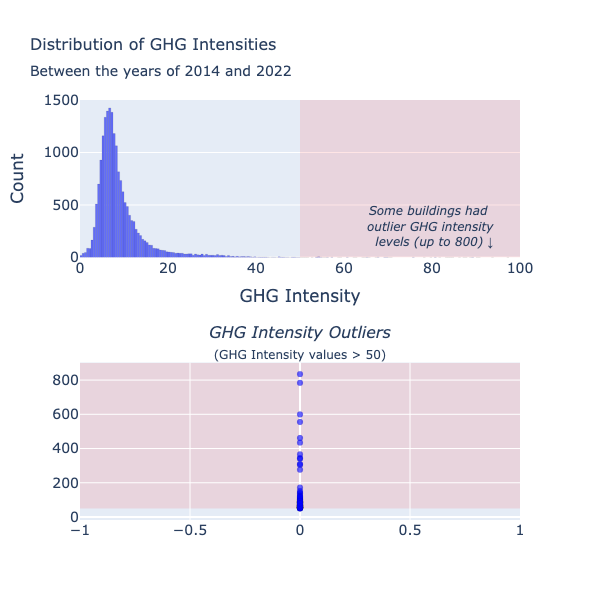 Distribution of GHG Intensities
Between the years of 2014 and 2022
1500
1000
500
0
Count
Some buildings had
outlier GHG intensity
levels (up to 800) ↓
0 20 40 60 80 100
GHG Intensity
GHG Intensity Outliers
(GHG Intensity values > 50)
800
600
400
200
0
−1 −0.5 0 0.5 1